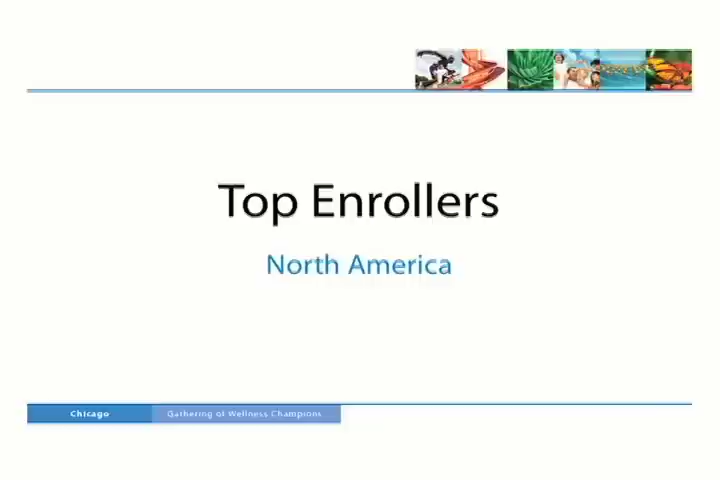 Top Enrollers
North America
Chicago
Gathering of Wellness Champions